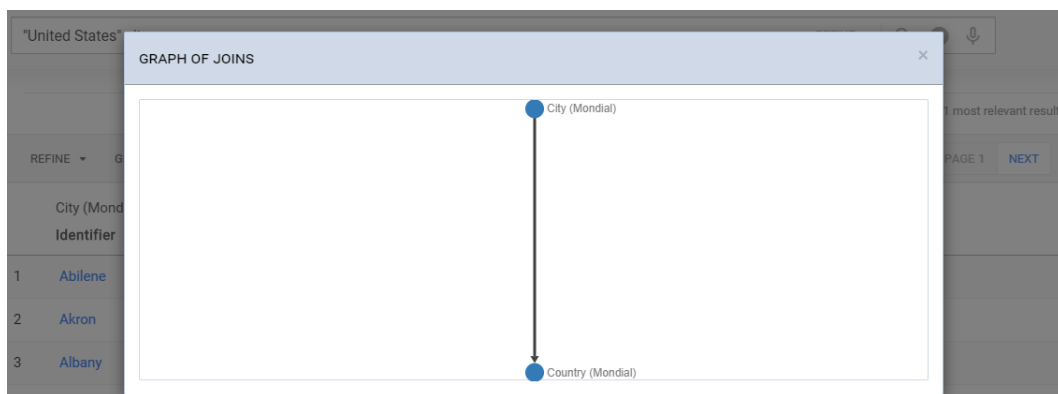 "United States"
GRAPH OF JOINS
×
City (Mondial)
1 most relevant result
REFINE
G
PAGE 1
NEXT
City (Mond
Identifier
1 Abilene
2 Akron
3 Albany
Country (Mondial)